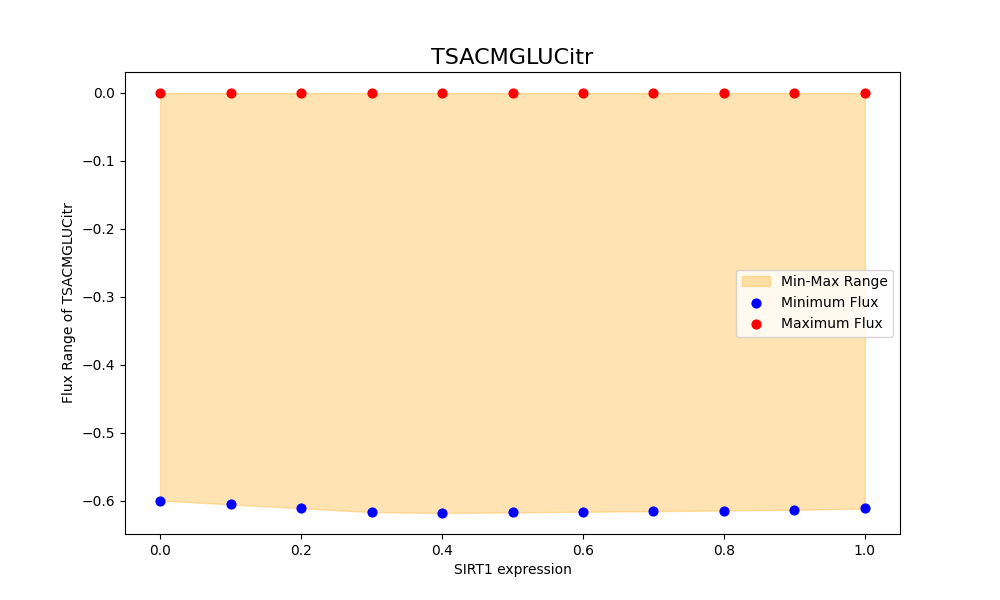 TSACMGLUCitr
Flux Range of TSACMGLUCitr
0.0
−0.1
−0.2
−0.3
−0.4
−0.5
−0.6
Min-Max Range
Minimum Flux
Maximum Flux
0.0 0.2 0.4 0.6 0.8 1.0
SIRT1 expression